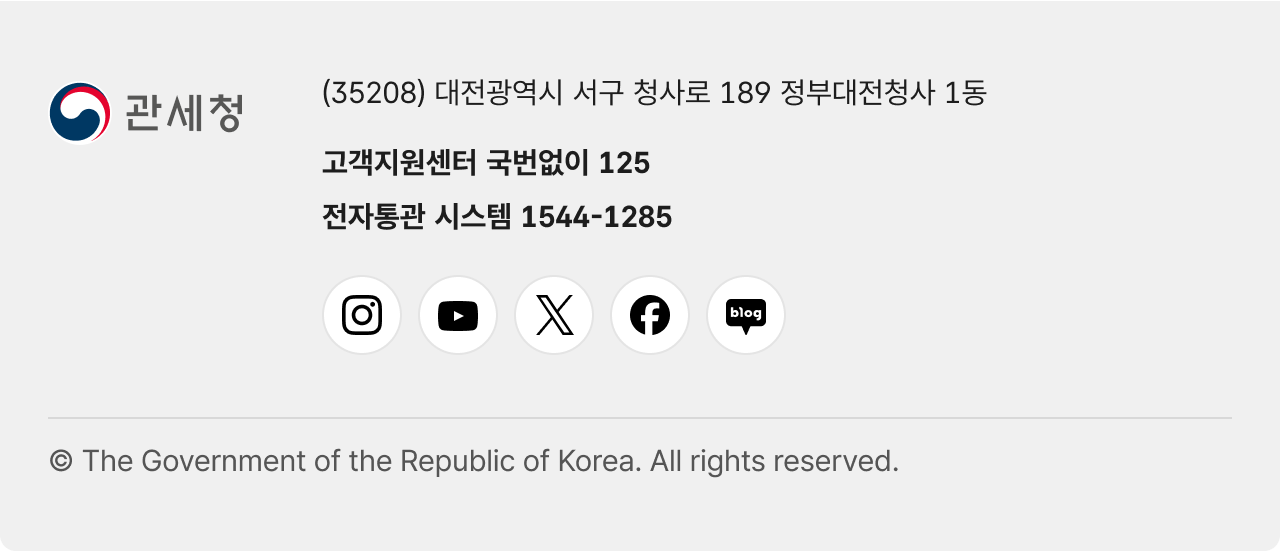 관세청
(35208) 대전광역시 서구 청사로 189 정부대전청사 1동
고객지원센터 국번없이 125
전자통관 시스템 1544-1285
blog
© The Government of the Republic of Korea. All rights reserved.